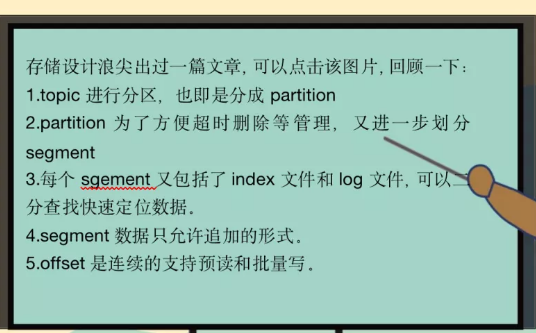 存储设计浪尖出过一篇文章, 可以点击该图片, 回顾一下:
1.topic 进行分区, 也即是分成 partition
2.partition 为了方便超时删除等管理, 又进一步划分
segment
3.每个 sgement 又包括了 index 文件和 log 文件, 可以二
分查找快速定位数据。
4.segment 数据只允许追加的形式。
5.offset 是连续的支持预读和批量写。